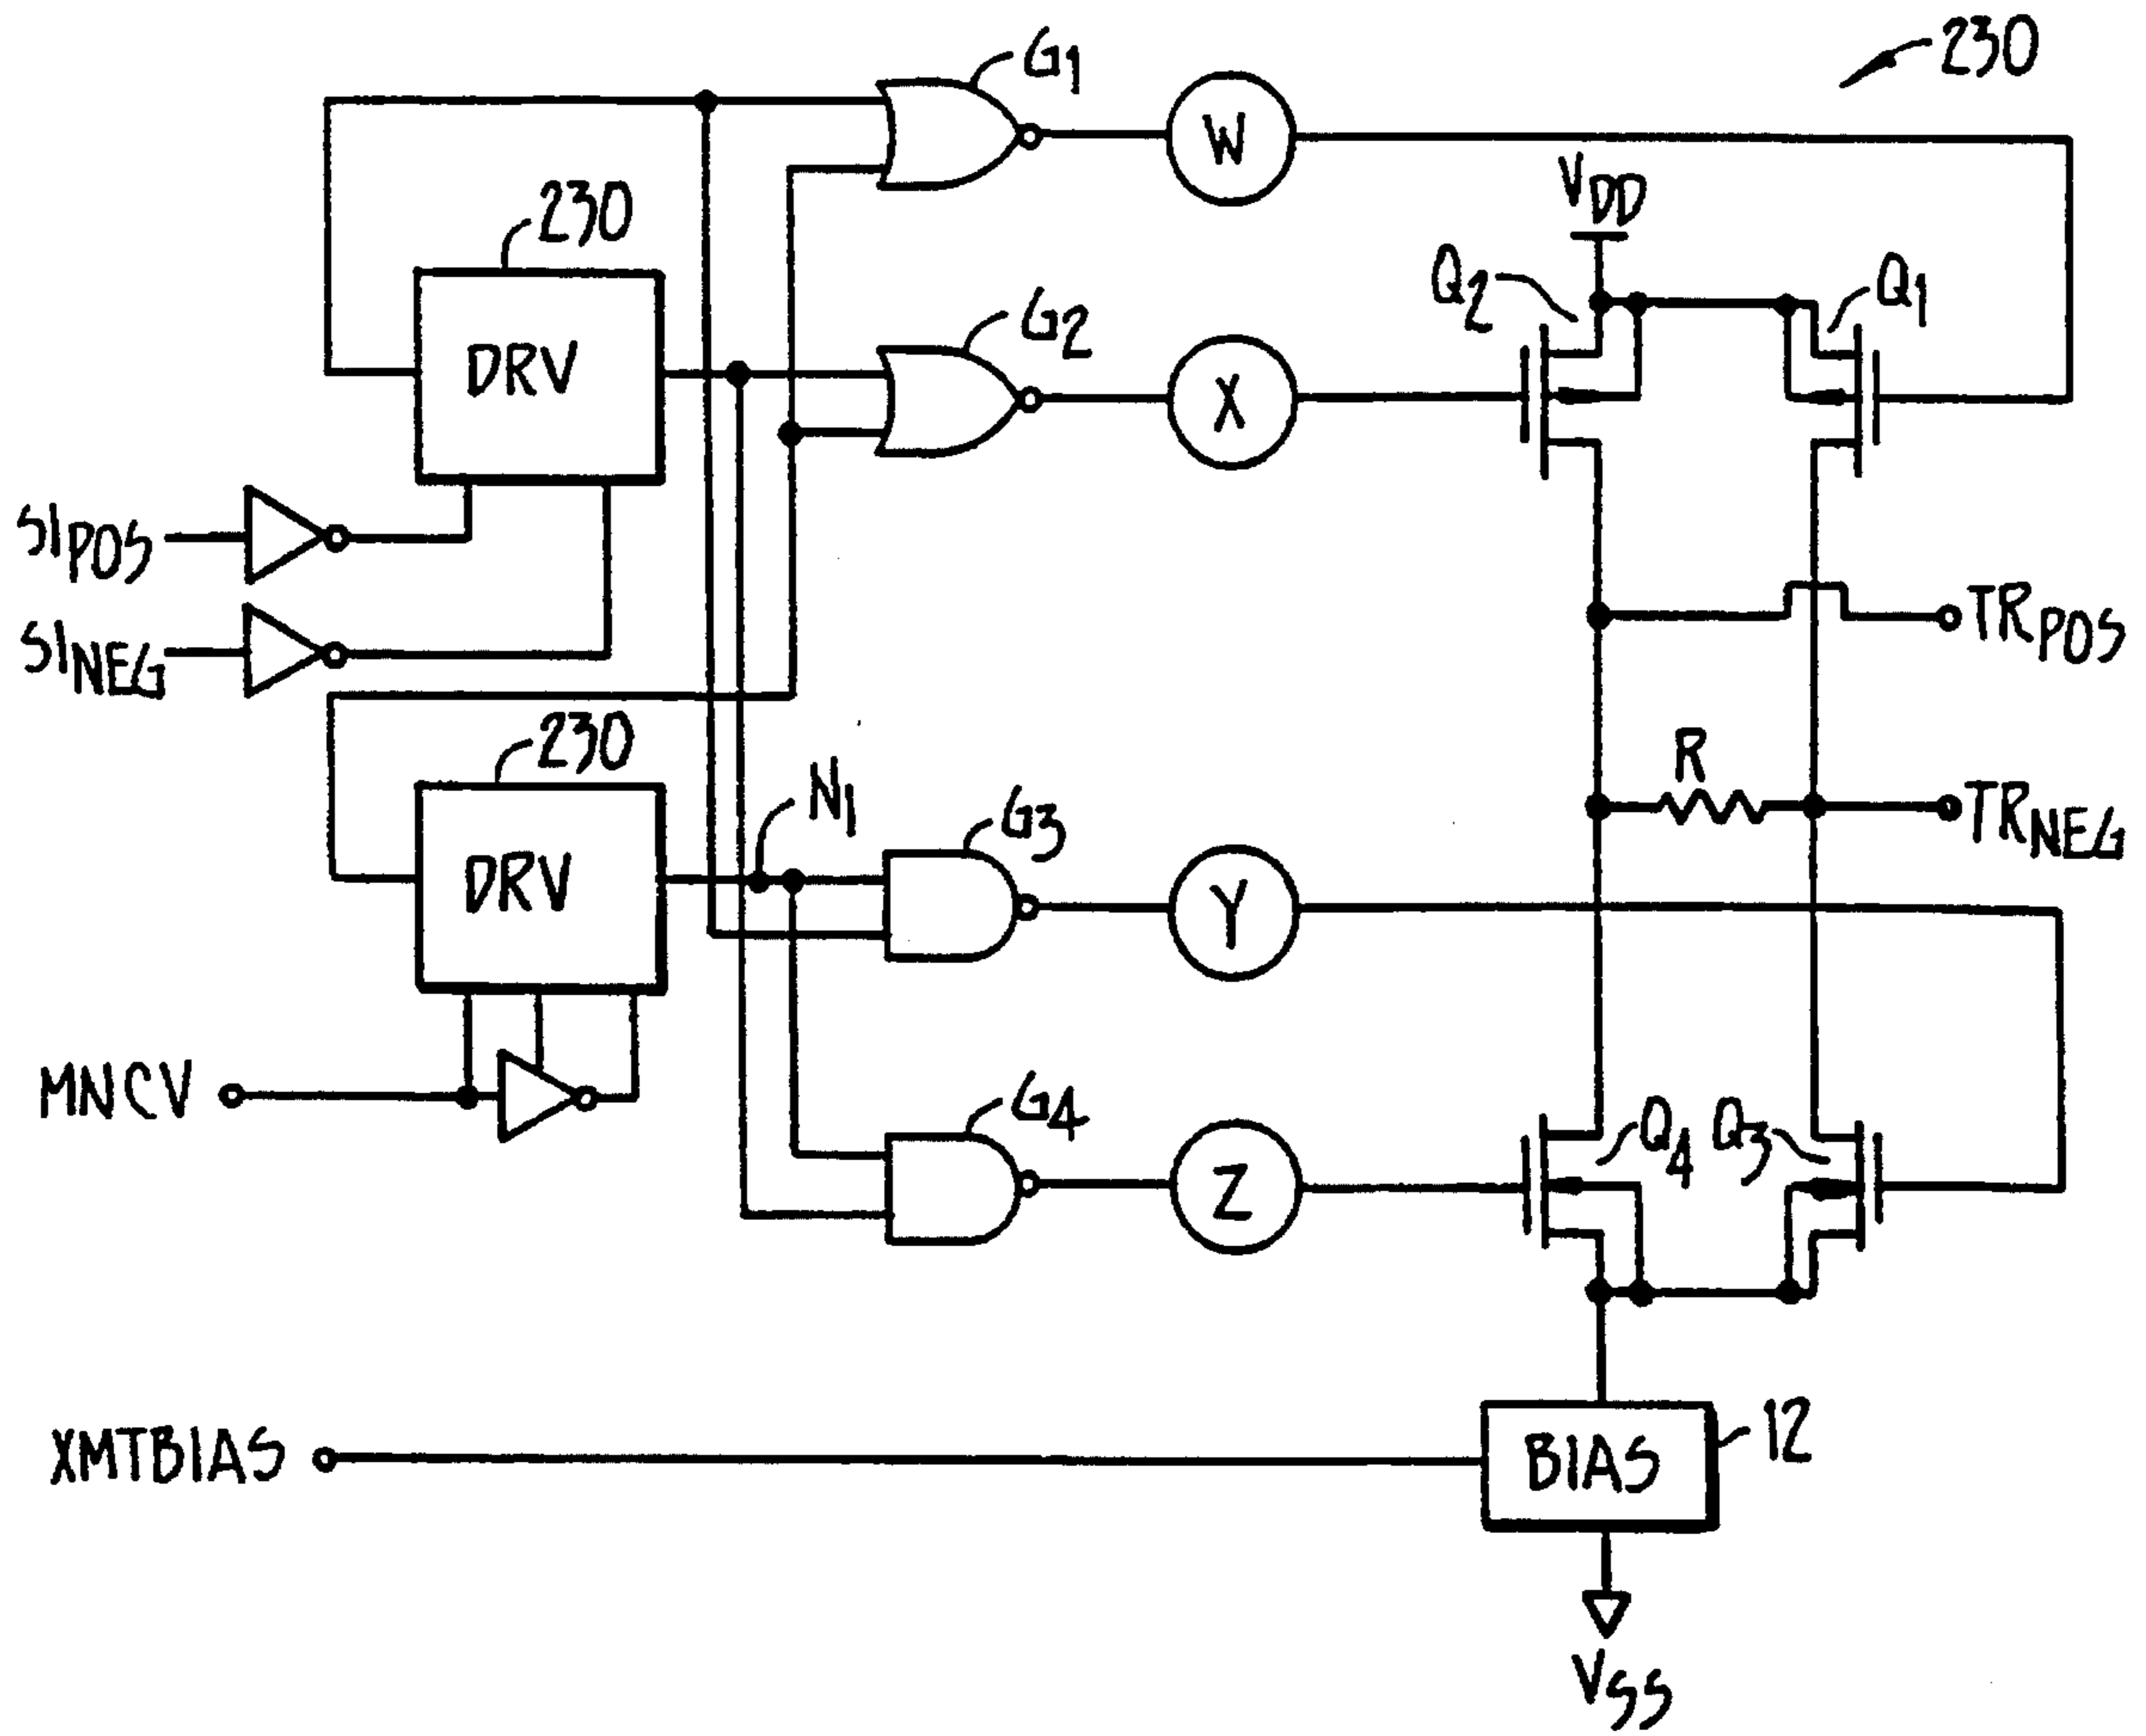 G1
230
W
VDD
230
Q2
Q1
G2
DRV
X
SIPOS
SINEG
TRPOS
230
R
N1
G3
TRNEG
DRV
Y
MNCV
G4
Q4
Q3
Z
XMTBIAS
BIAS
12
VSS